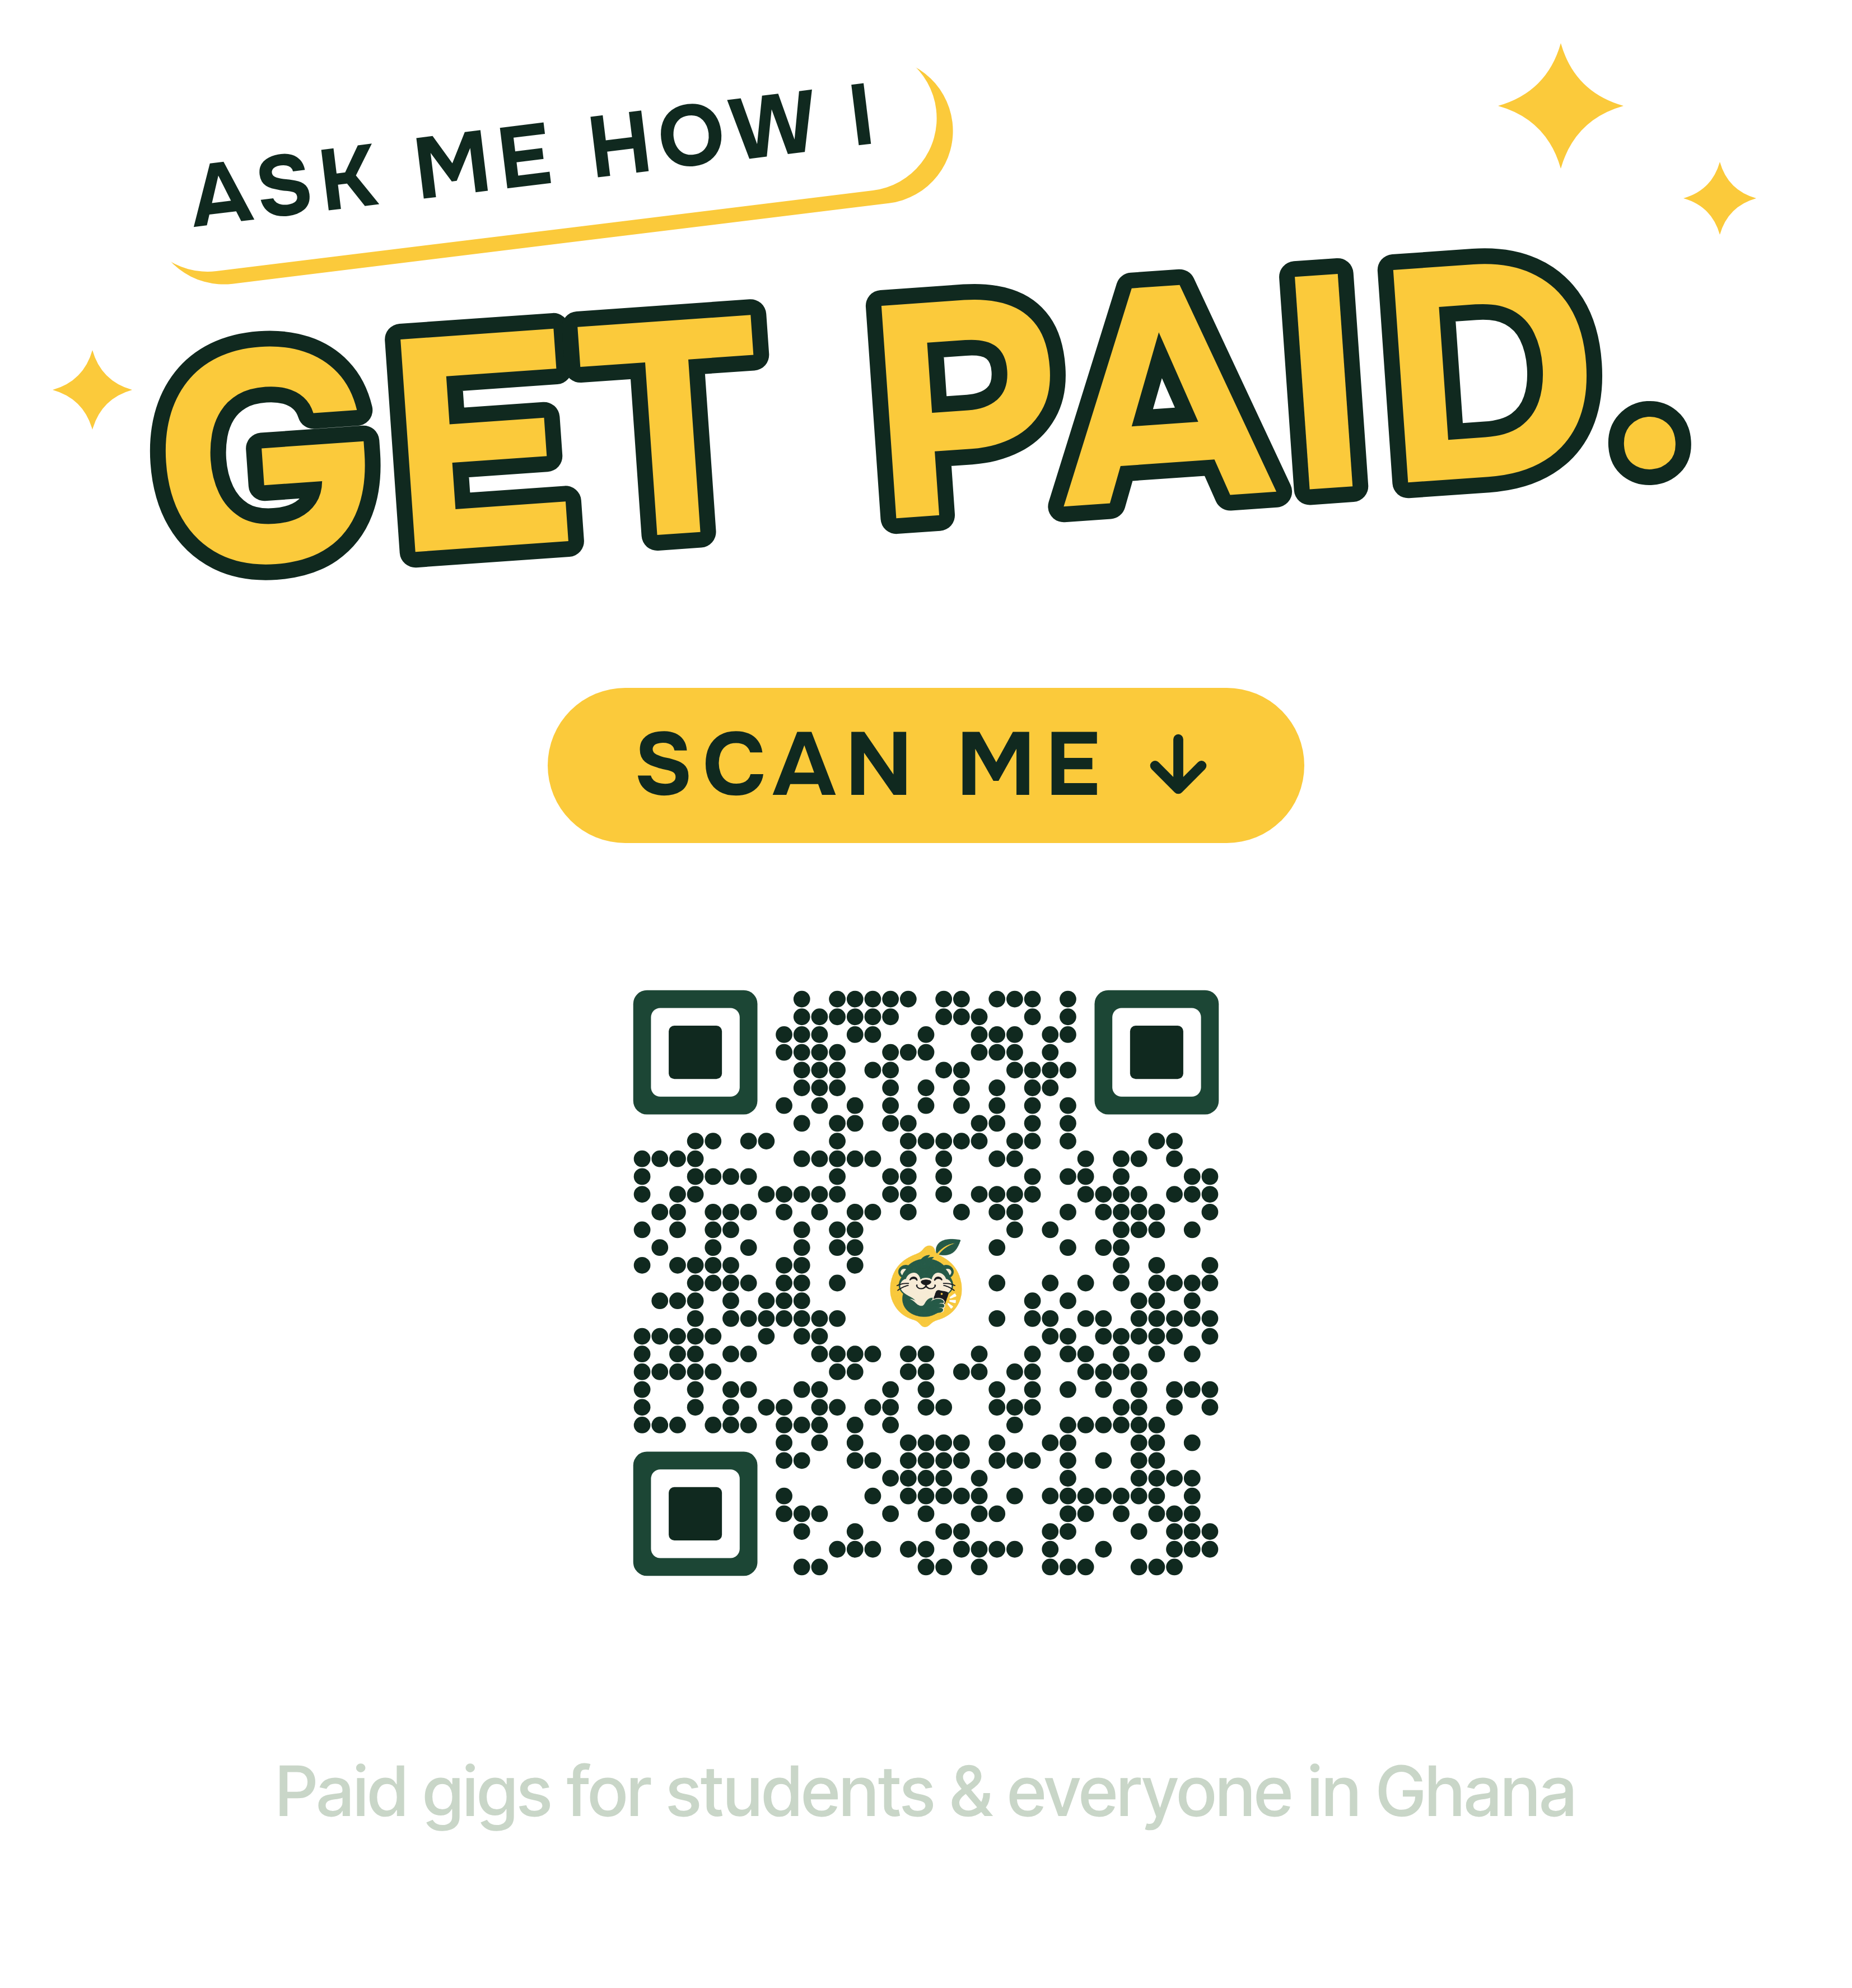 ASK ME HOW I
GET PAID.
SCAN ME ↓
Paid gigs for students & everyone in Ghana